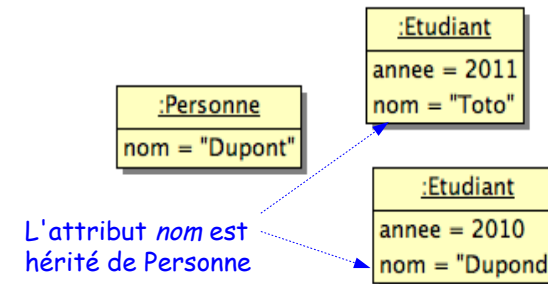 :Etudiant
annee = 2011
nom = "Toto"
:Personne
nom = "Dupont"
:Etudiant
annee = 2010
nom = "Dupond
L'attribut nom est
hérité de Personne